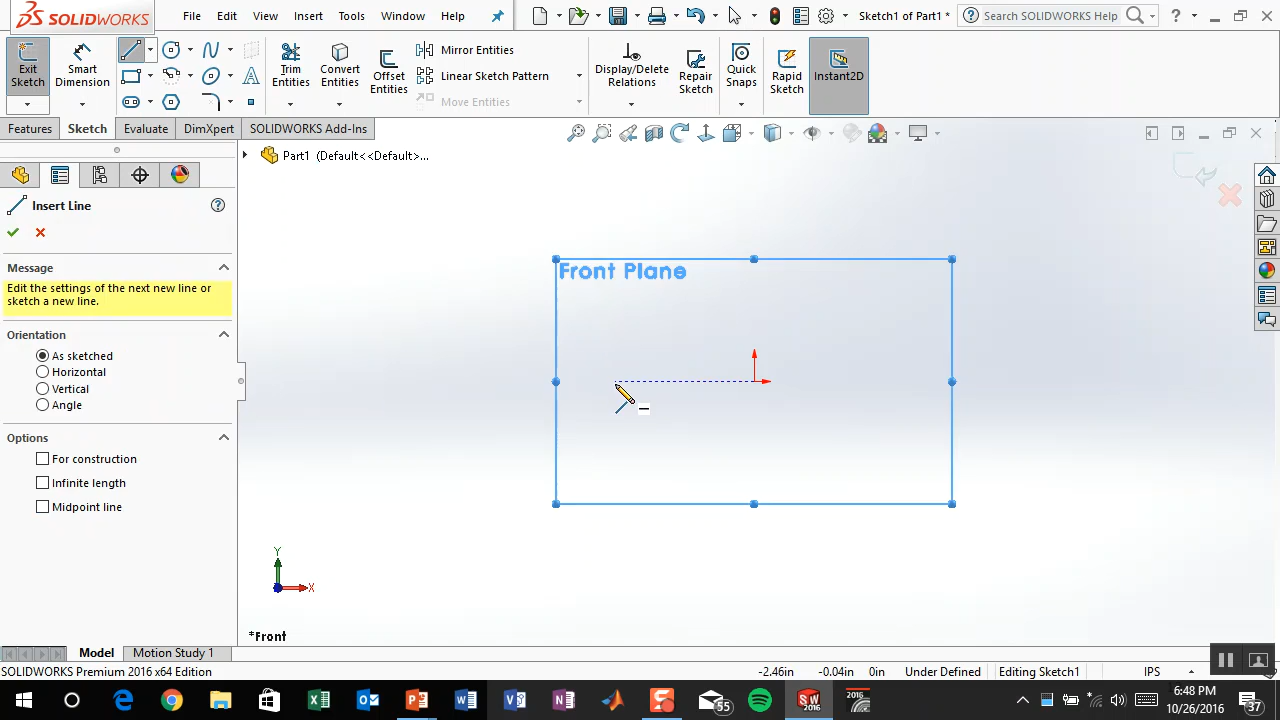 SOLIDWORKS File Edit View Insert Tools Window Help Sketch1 of Part1 * Search SOLIDWORKS Help
Exit Sketch
Smart Dimension
Trim Entities
Convert Entities
Offset Entities
Mirror Entities
Linear Sketch Pattern
Move Entities
Display/Delete Relations
Repair Sketch
Quick Snaps
Rapid Sketch
Instant2D
Features Sketch Evaluate DimXpert SOLIDWORKS Add-Ins
Part1 (Default<<Default>...
Insert Line
Message
Edit the settings of the next new line or
sketch a new line.
Orientation
As sketched
Horizontal
Vertical
Angle
Options
For construction
Infinite length
Midpoint line
Front Plane
Y
X
*Front
Model Motion Study 1
SOLIDWORKS Premium 2016 x64 Edition -2.46in -0.04in 0in Under Defined Editing Sketch1 IPS
55
SW 2016
2016
6:48 PM
10/26/2016
37